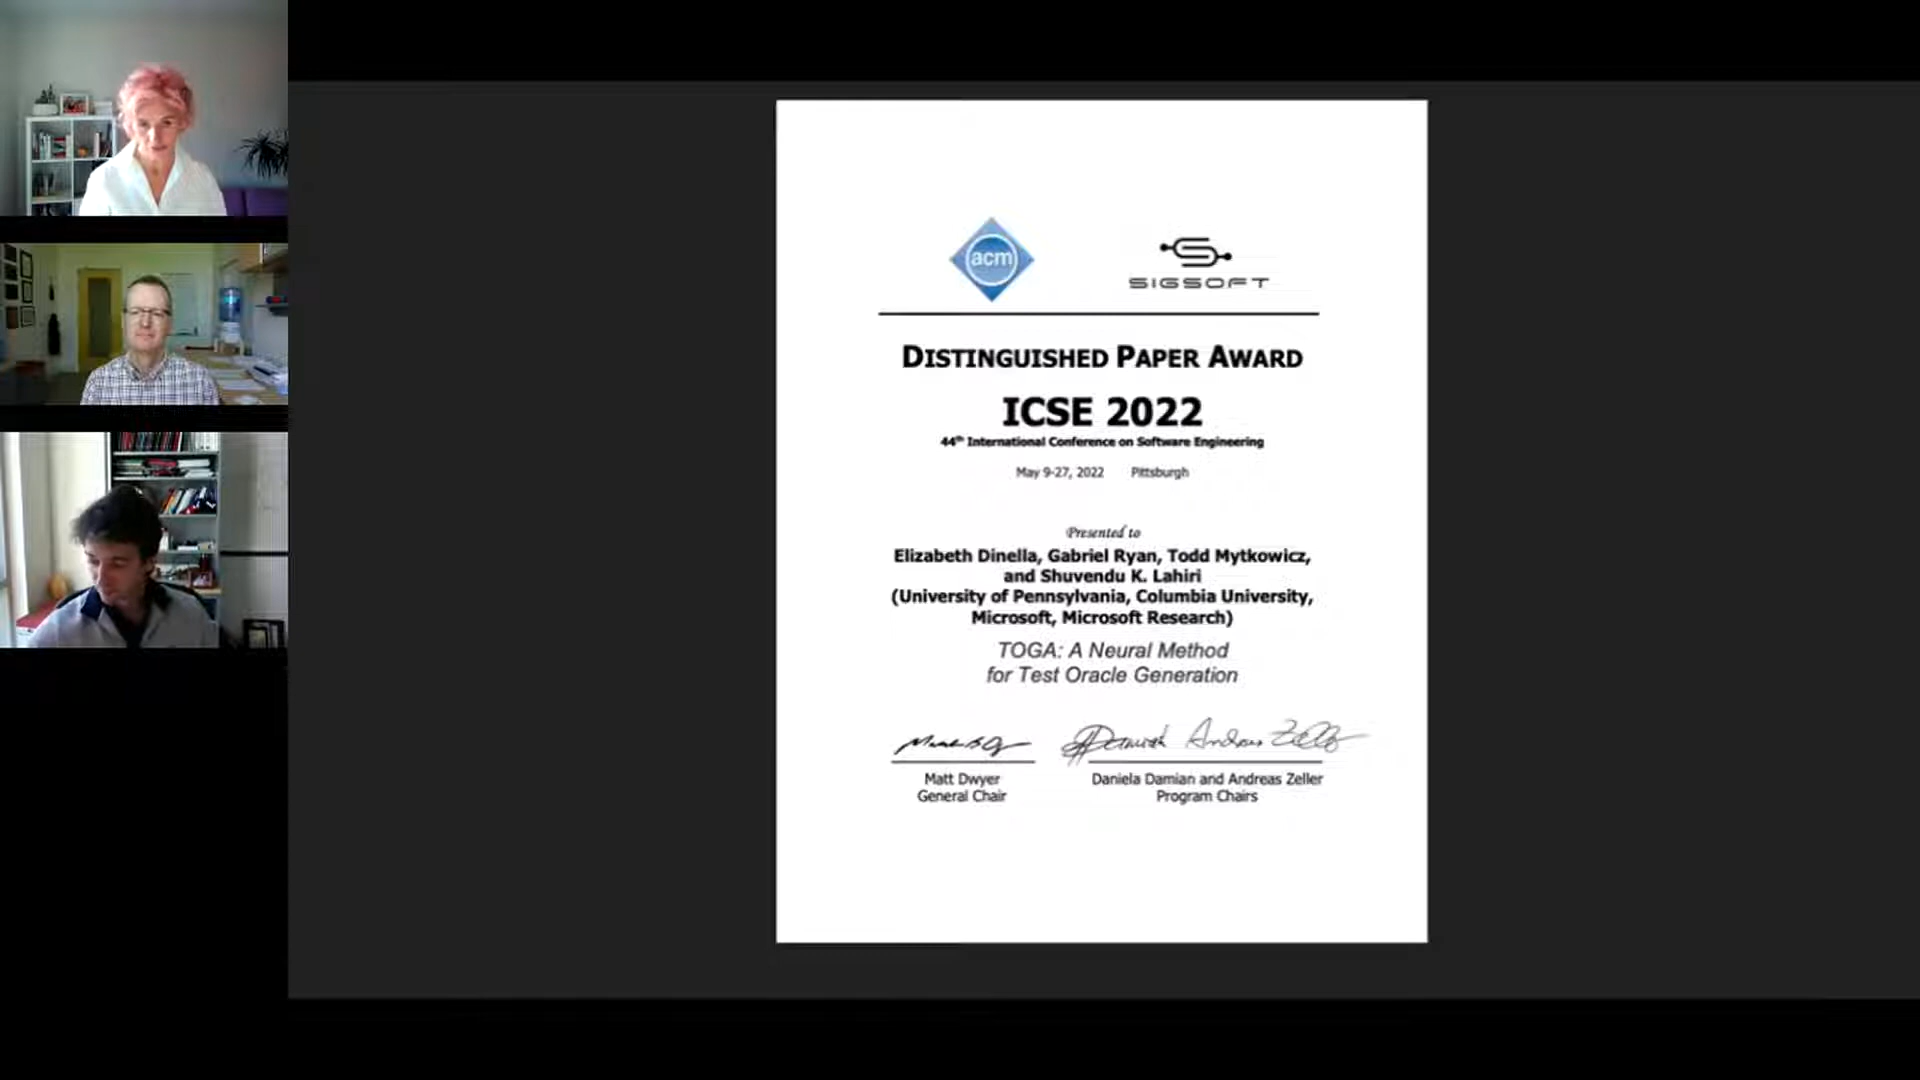 acm
SIGSOFT
DISTINGUISHED PAPER AWARD
ICSE 2022
44th International Conference on Software Engineering
May 9-27, 2022 Pittsburgh
Presented to
Elizabeth Dinella, Gabriel Ryan, Todd Mytkowicz,
and Shuvendu K. Lahiri
(University of Pennsylvania, Columbia University,
Microsoft, Microsoft Research)
TOGA: A Neural Method
for Test Oracle Generation
Andreas Zeller
Matt Dwyer
General Chair
Daniela Damian and Andreas Zeller
Program Chairs